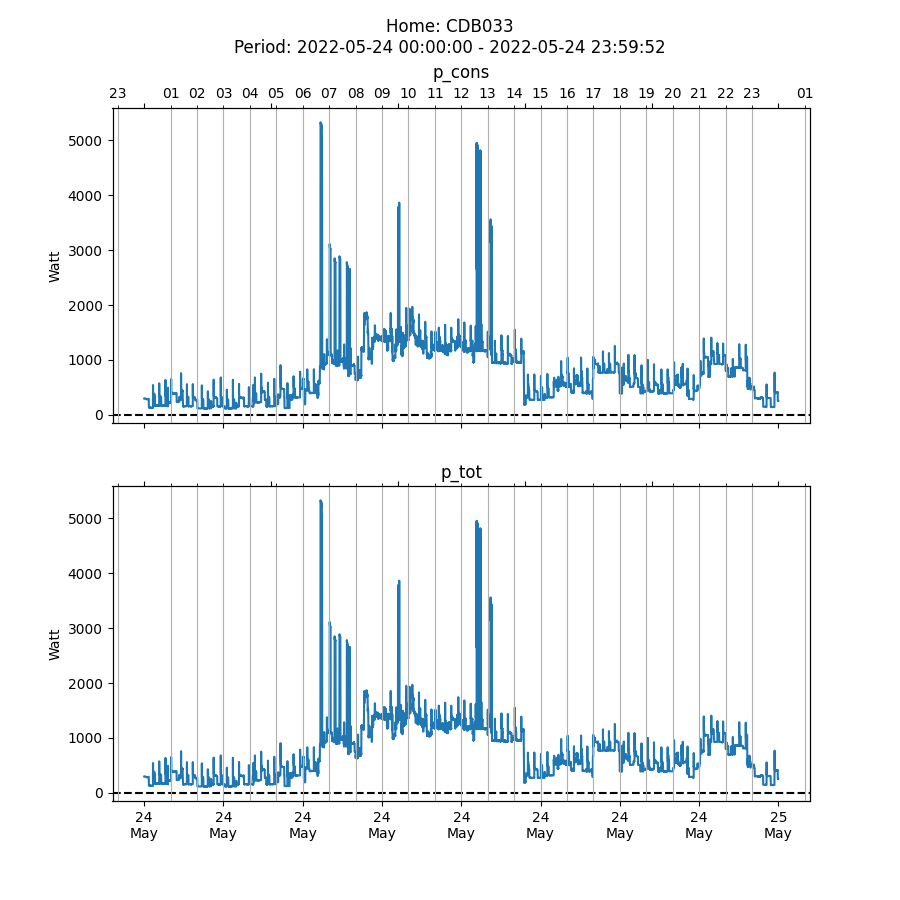 Home: CDB033
Period: 2022-05-24 00:00:00 - 2022-05-24 23:59:52
p_cons
23 01 02 03 04 05 06 07 08 09 10 11 12 13 14 15 16 17 18 19 20 21 22 23 01
5000
4000
3000
2000
1000
0
Watt
p_tot
5000
4000
3000
2000
1000
0
Watt
24 24 24 24 24 24 24 24 25
May May May May May May May May May